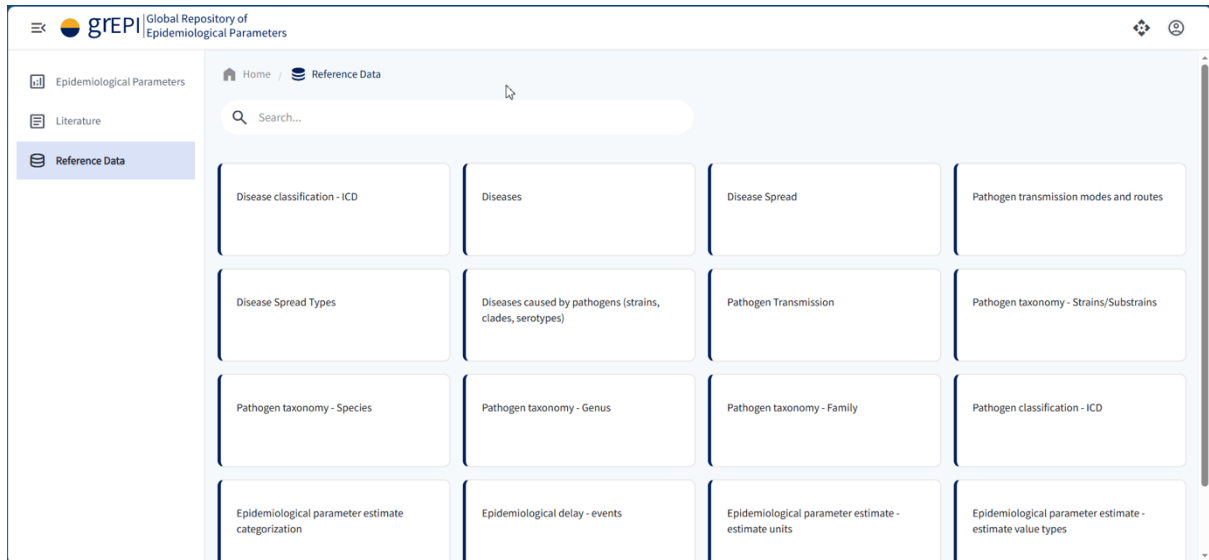 grEPI
Global Repository of
Epidemiological Parameters
Epidemiological Parameters
Literature
Reference Data
Home / Reference Data
Search...
Disease classification - ICD
Diseases
Disease Spread
Pathogen transmission modes and routes
Disease Spread Types
Diseases caused by pathogens (strains,
clades, serotypes)
Pathogen Transmission
Pathogen taxonomy - Strains/Substrains
Pathogen taxonomy - Species
Pathogen taxonomy - Genus
Pathogen taxonomy - Family
Pathogen classification - ICD
Epidemiological parameter estimate
categorization
Epidemiological delay - events
Epidemiological parameter estimate -
estimate units
Epidemiological parameter estimate -
estimate value types